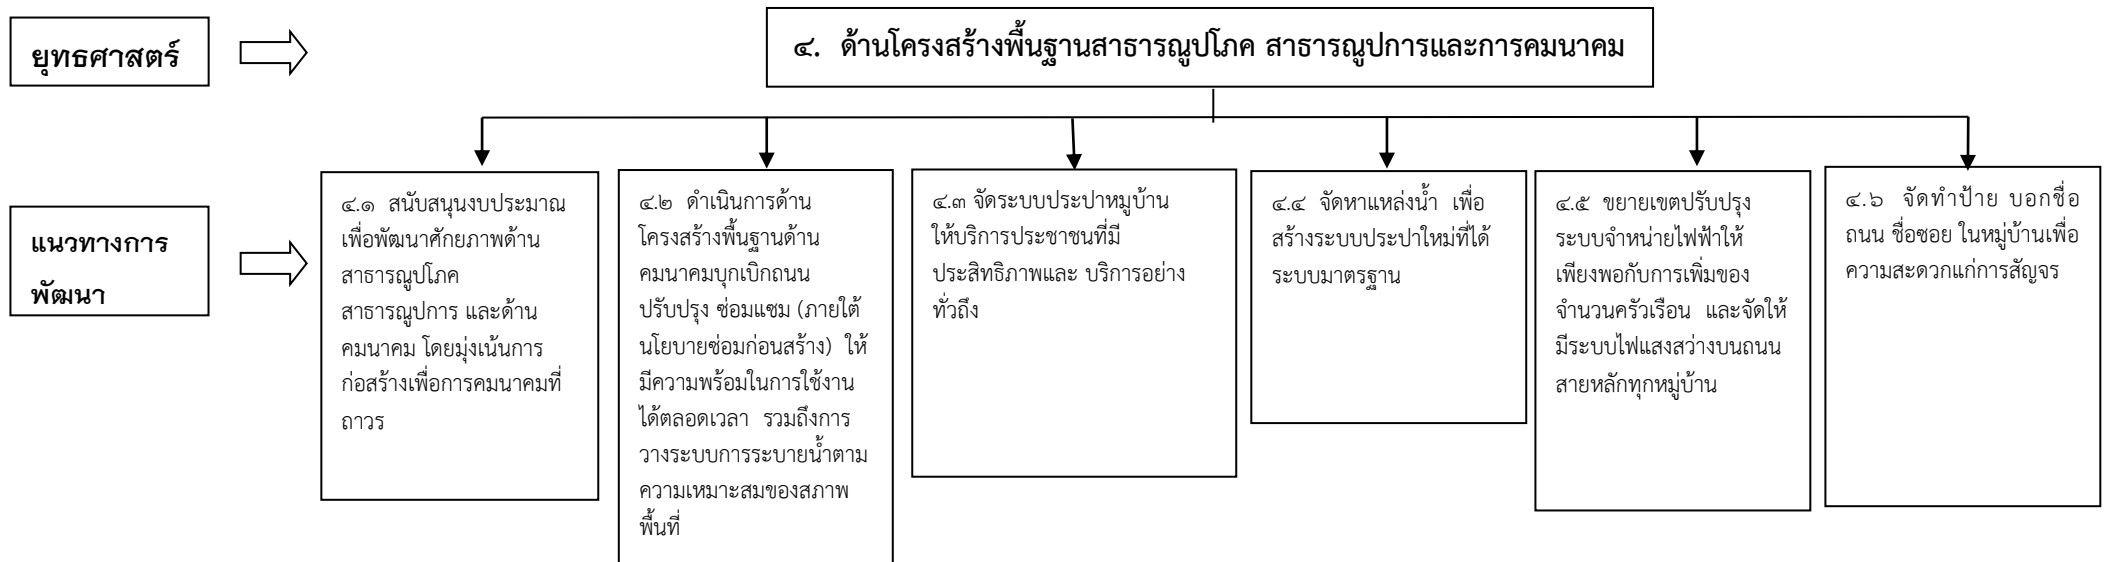 ยุทธศาสตร์
๔.  ด้านโครงสร้างพื้นฐานสาธารณูปโภค สาธารณูปการและการคมนาคม
แนวทางการ
พัฒนา
๔.๑  สนับสนุนงบประมาณ
เพื่อพัฒนาศักยภาพด้าน
สาธารณูปโภค
สาธารณูปการ และด้าน
คมนาคม โดยมุ่งเน้นการ
ก่อสร้างเพื่อการคมนาคมที่
ถาวร
๔.๒  ดำเนินการด้าน
โครงสร้างพื้นฐานด้าน
คมนาคมบุกเบิกถนน
ปรับปรุง ซ่อมแซม (ภายใต้
นโยบายซ่อมก่อนสร้าง)  ให้
มีความพร้อมในการใช้งาน
ได้ตลอดเวลา  รวมถึงการ
วางระบบการระบายน้ำตาม
ความเหมาะสมของสภาพ
พื้นที่
๔.๓ จัดระบบประปาหมูบ้าน
ให้บริการประชาชนที่มี
ประสิทธิภาพและ บริการอย่าง
ทั่วถึง
๔.๔  จัดหาแหล่งน้ำ  เพื่อ
สร้างระบบประปาใหม่ที่ได้
ระบบมาตรฐาน
๔.๕  ขยายเขตปรับปรุง
ระบบจำหน่ายไฟฟ้าให้
เพียงพอกับการเพิ่มของ
จำนวนครัวเรือน  และจัดให้
มีระบบไฟแสงสว่างบนถนน
สายหลักทุกหมู่บ้าน
๔.๖  จัดทำป้าย บอกชื่อ
ถนน ชื่อซอย ในหมู่บ้านเพื่อ
ความสะดวกแก่การสัญจร